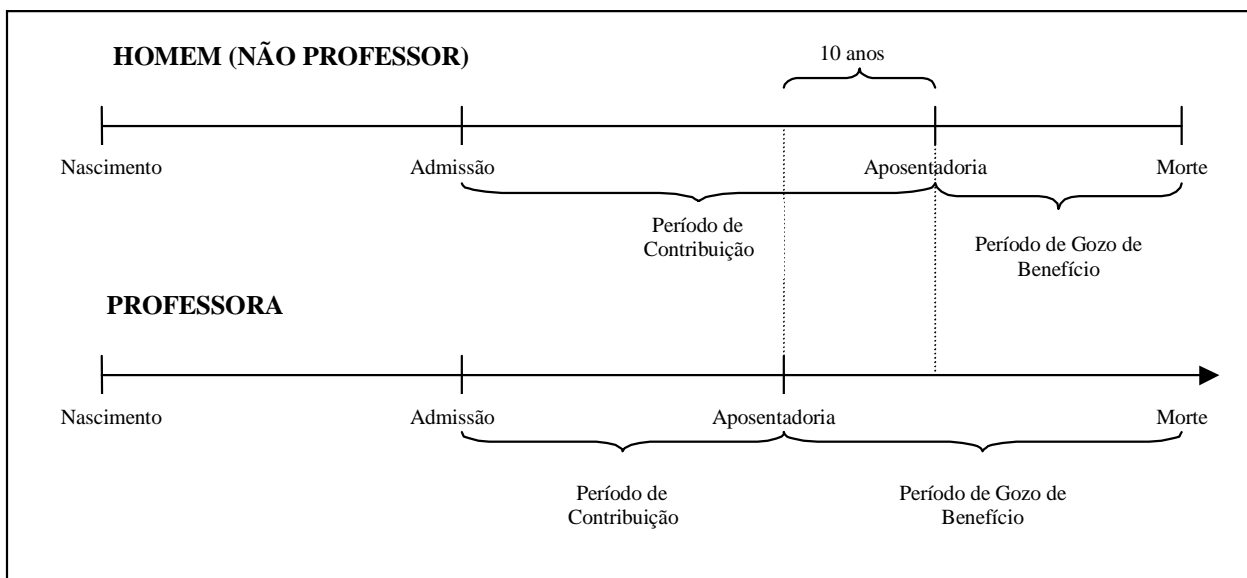 HOMEM (NÃO PROFESSOR)
10 anos
Nascimento
Admissão
Aposentadoria
Morte
Período de
Contribuição
Período de Gozo de
Benefício
PROFESSORA
Nascimento
Admissão
Aposentadoria
Morte
Período de
Contribuição
Período de Gozo de
Benefício